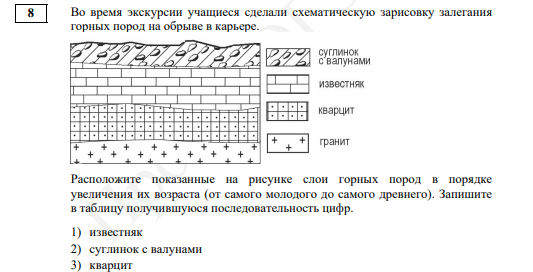 8
Во время экскурсии учащиеся сделали схематическую зарисовку залегания
горных пород на обрыве в карьере.
суглинок
с валунами
известняк
кварцит
гранит
Расположите показанные на рисунке слои горных пород в порядке
увеличения их возраста (от самого молодого до самого древнего). Запишите
в таблицу получившуюся последовательность цифр.
1) известняк
2) суглинок с валунами
3) кварцит